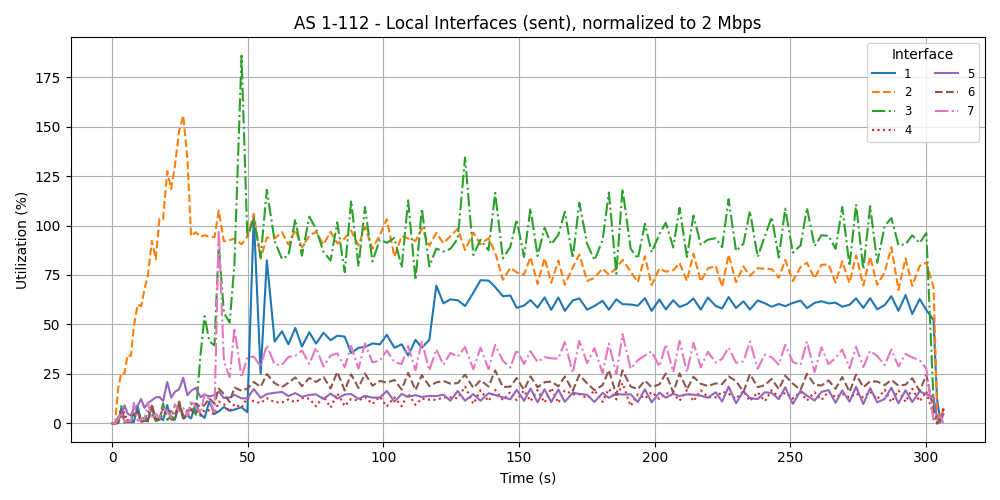 AS 1-112 - Local Interfaces (sent), normalized to 2 Mbps
Utilization (%)
175
150
125
100
75
50
25
0
0 50 100 150 200 250 300
Time (s)
Interface
1 5
2 6
3 7
4